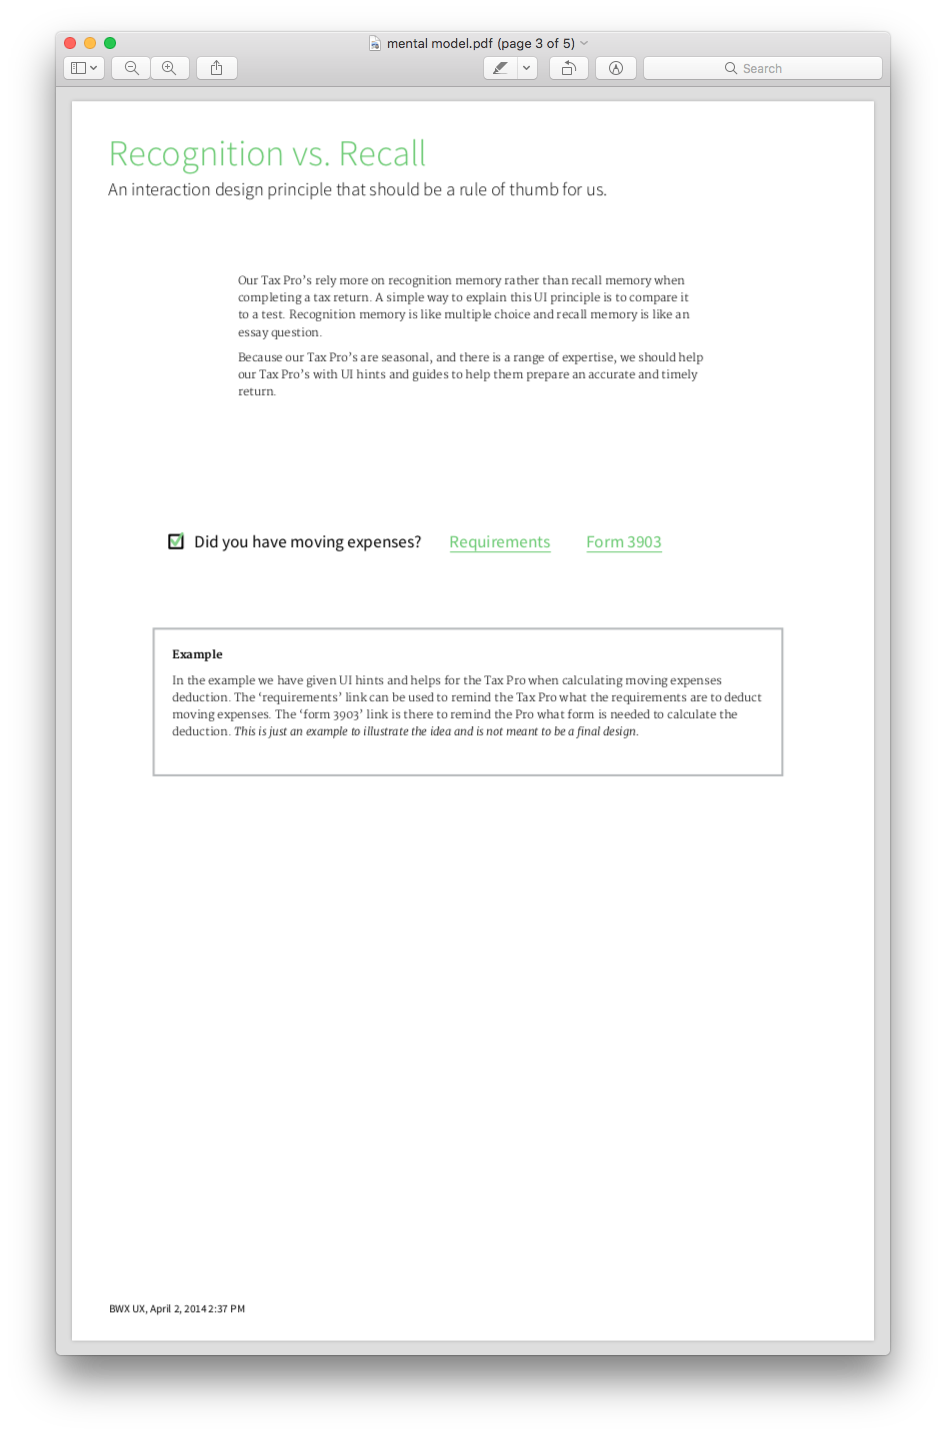 mental model.pdf (page 3 of 5)
Search
Recognition vs. Recall
An interaction design principle that should be a rule of thumb for us.
Our Tax Pro’s rely more on recognition memory rather than recall memory when
completing a tax return. A simple way to explain this UI principle is to compare it
to a test. Recognition memory is like multiple choice and recall memory is like an
essay question.
Because our Tax Pro’s are seasonal, and there is a range of expertise, we should help
our Tax Pro’s with UI hints and guides to help them prepare an accurate and timely
return.
Did you have moving expenses? Requirements Form 3903
Example
In the example we have given UI hints and helps for the Tax Pro when calculating moving expenses
deduction. The ‘requirements’ link can be used to remind the Tax Pro what the requirements are to deduct
moving expenses. The ‘form 3903’ link is there to remind the Pro what form is needed to calculate the
deduction. This is just an example to illustrate the idea and is not meant to be a final design.
BWX UX, April 2, 2014 2:37 PM